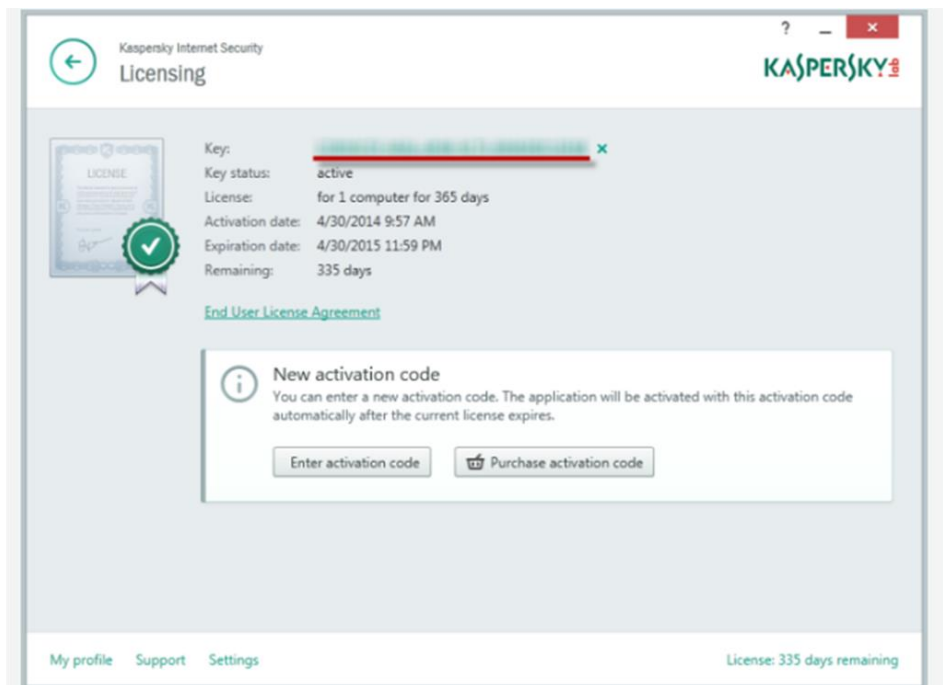 ? _ ×
Kaspersky Internet Security
Licensing
KASPERSKY lab
LICENSE
Key: ×
Key status: active
License: for 1 computer for 365 days
Activation date: 4/30/2014 9:57 AM
Expiration date: 4/30/2015 11:59 PM
Remaining: 335 days
End User License Agreement
New activation code
You can enter a new activation code. The application will be activated with this activation code
automatically after the current license expires.
Enter activation code Purchase activation code
My profile Support Settings License: 335 days remaining